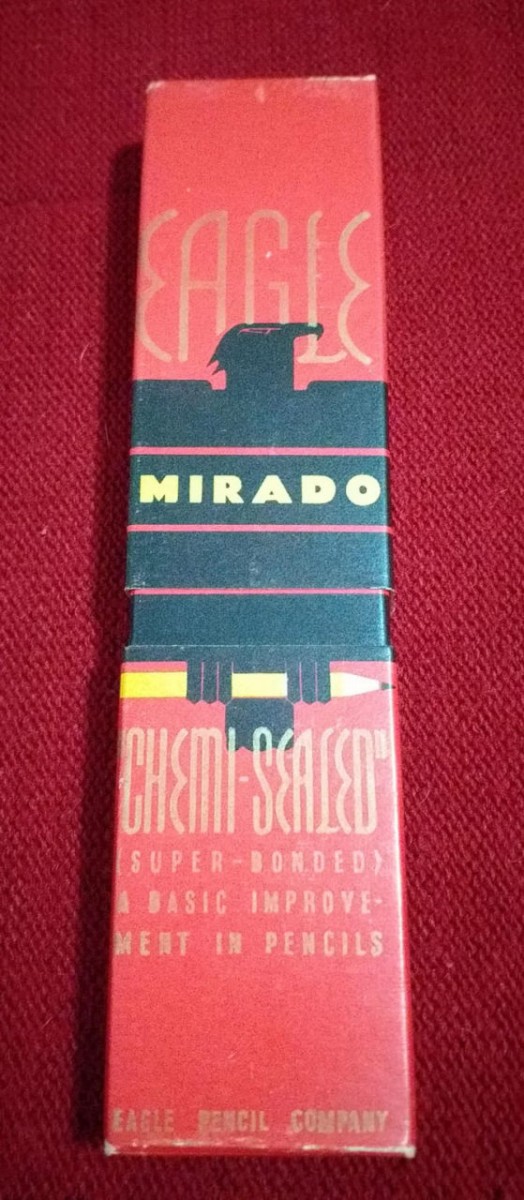 EAGLE
MIRADO
"CHEMI-SEALED"
(SUPER-BONDED)
A BASIC IMPROVE-
MENT IN PENCILS
EAGLE PENCIL COMPANY